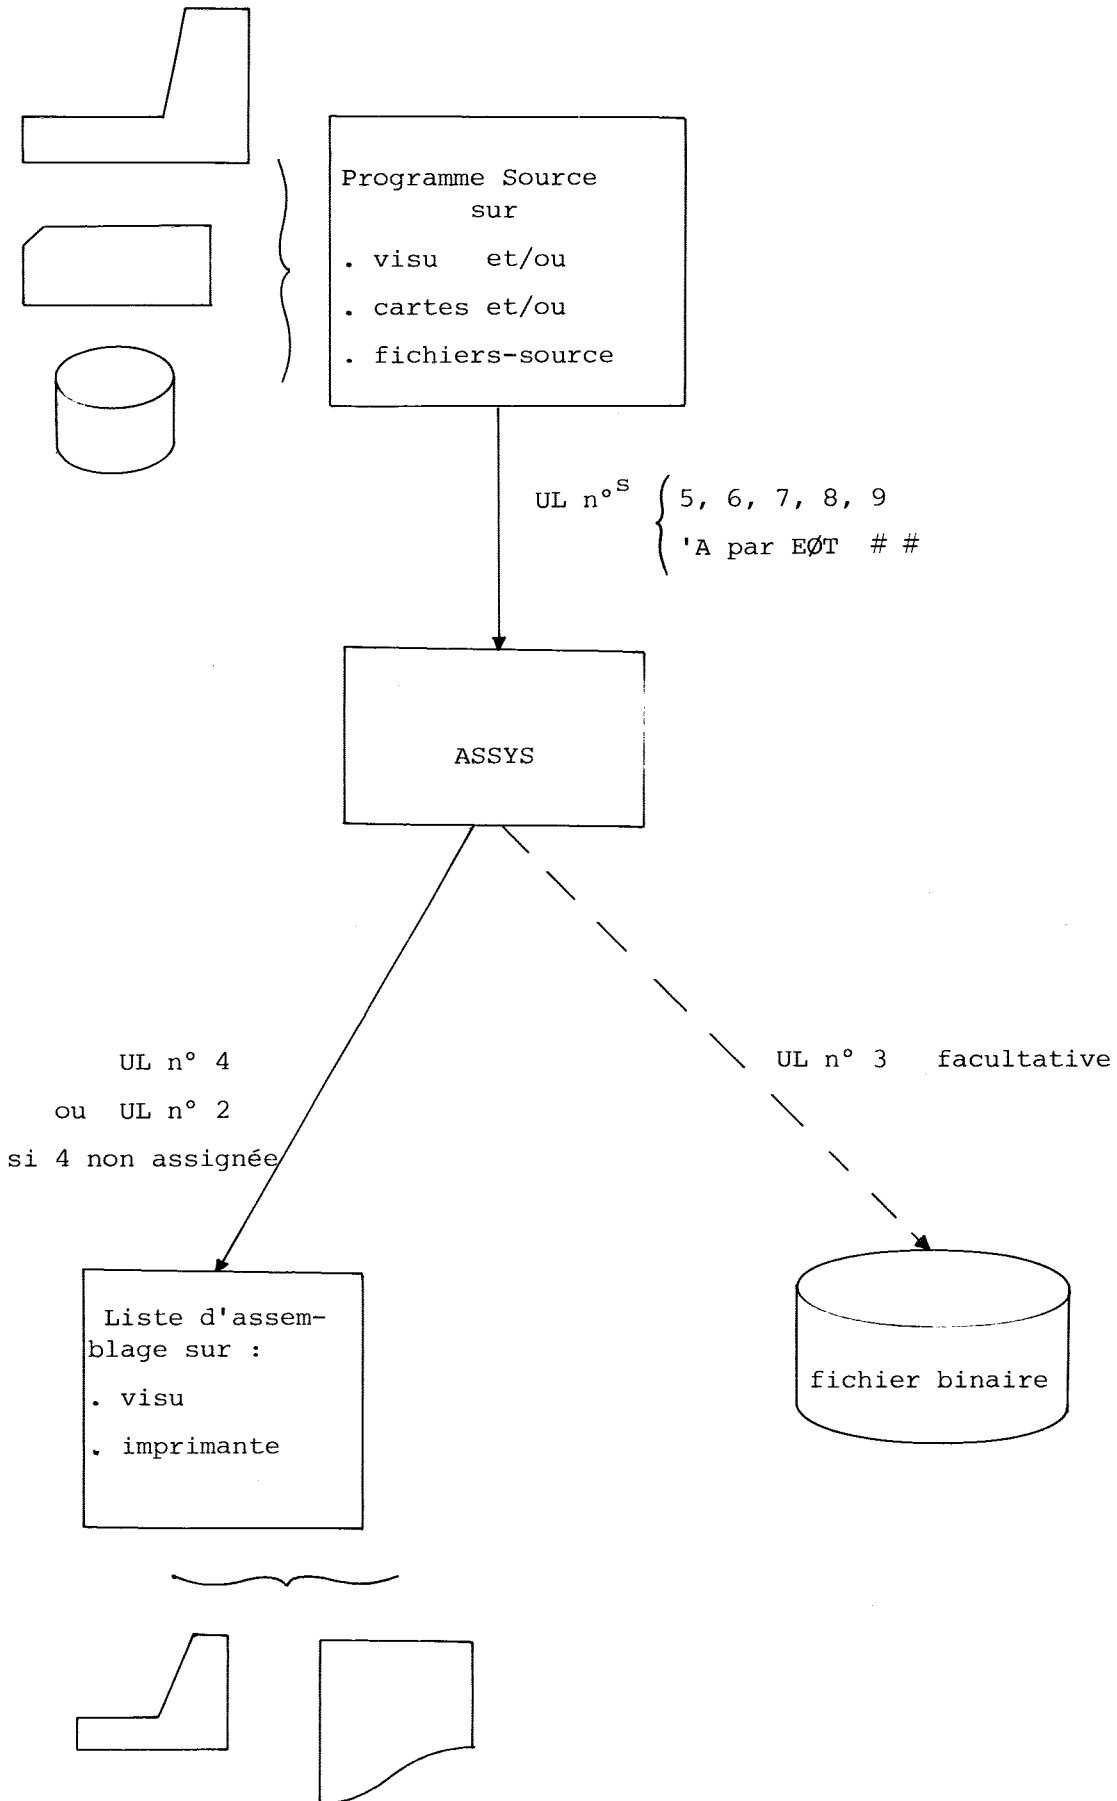 Programme Source
sur
. visu et/ou
. cartes et/ou
. fichiers-source
UL n°s { 5, 6, 7, 8, 9
'A par EØT # #
ASSYS
UL n° 4
ou UL n° 2
si 4 non assignée
UL n° 3 facultative
Liste d'assem-
blage sur :
. visu
. imprimante
fichier binaire